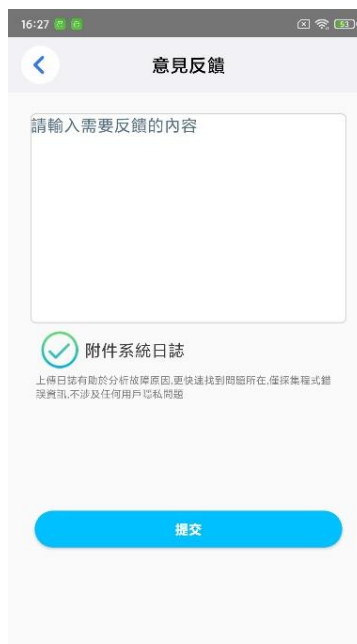 16:27
53
意見反饋
請輸入需要反饋的內容
附件系統日誌
上傳日誌有助於分析故障原因,更快速找到問題所在,僅採集程式錯
誤資訊,不涉及任何用戶隱私問題
提交